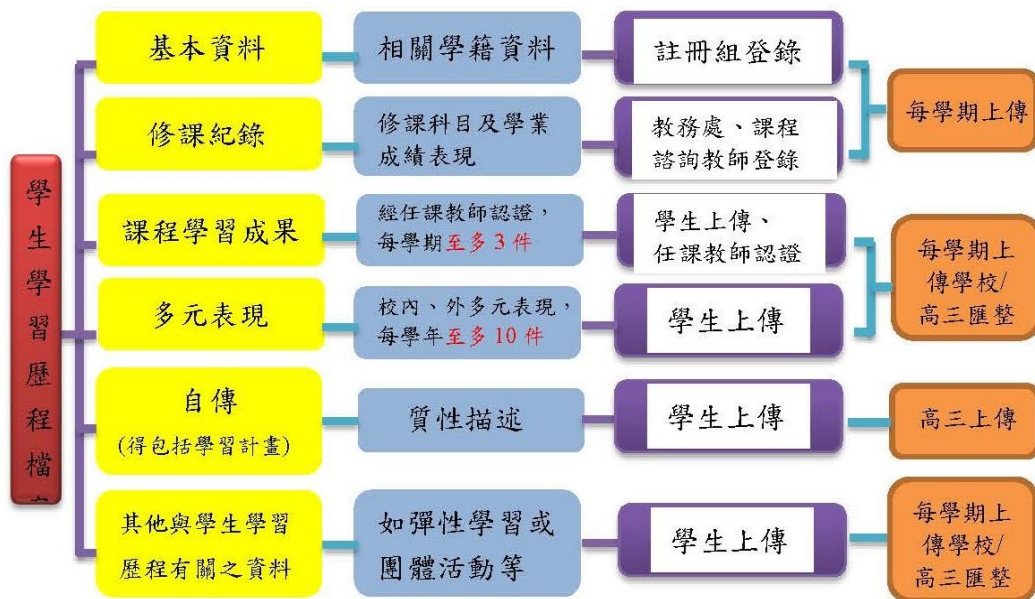 學生學習歷程檔
基本資料
相關學籍資料
註冊組登錄
每學期上傳
修課紀錄
修課科目及學業
成績表現
教務處、課程
諮詢教師登錄
課程學習成果
經任課教師認證，
每學期至多3件
學生上傳、
任課教師認證
每學期上
傳學校/
高三匯整
多元表現
校內、外多元表現，
每學年至多10件
學生上傳
自傳
(得包括學習計畫)
質性描述
學生上傳
高三上傳
其他與學生學習
歷程有關之資料
如彈性學習或
團體活動等
學生上傳
每學期上
傳學校/
高三匯整